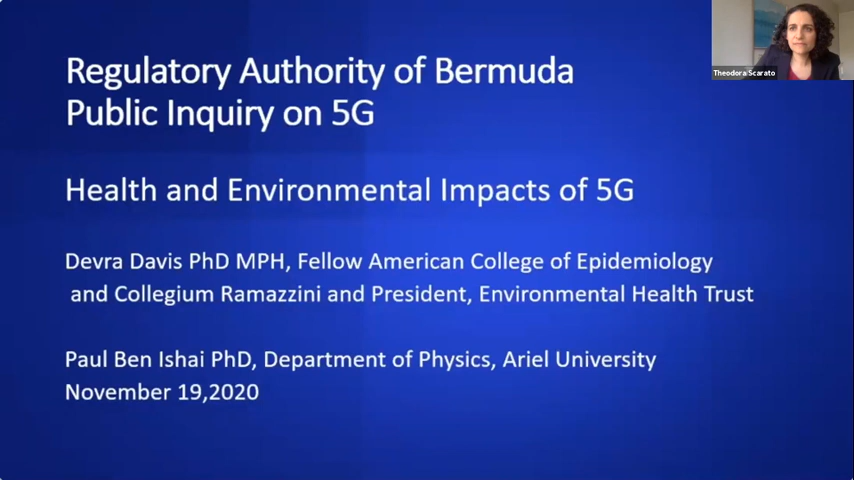 Theodora Scarato
Regulatory Authority of Bermuda
Public Inquiry on 5G
Health and Environmental Impacts of 5G
Devra Davis PhD MPH, Fellow American College of Epidemiology
and Collegium Ramazzini and President, Environmental Health Trust
Paul Ben Ishai PhD, Department of Physics, Ariel University
November 19,2020